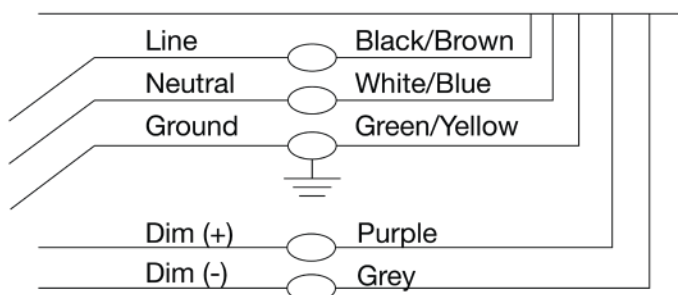 Line Black/Brown
Neutral White/Blue
Ground Green/Yellow
Dim (+) Purple
Dim (-) Grey